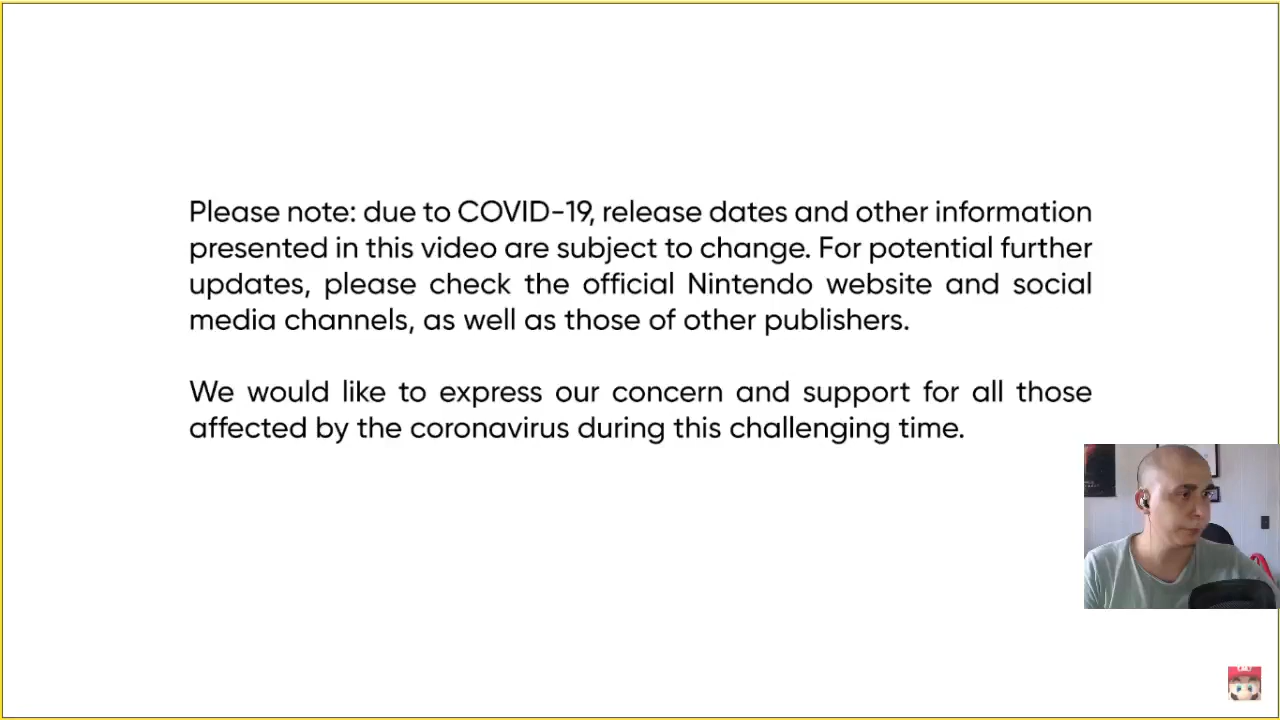 Please note: due to COVID-19, release dates and other information
presented in this video are subject to change. For potential further
updates, please check the official Nintendo website and social
media channels, as well as those of other publishers.
We would like to express our concern and support for all those
affected by the coronavirus during this challenging time.